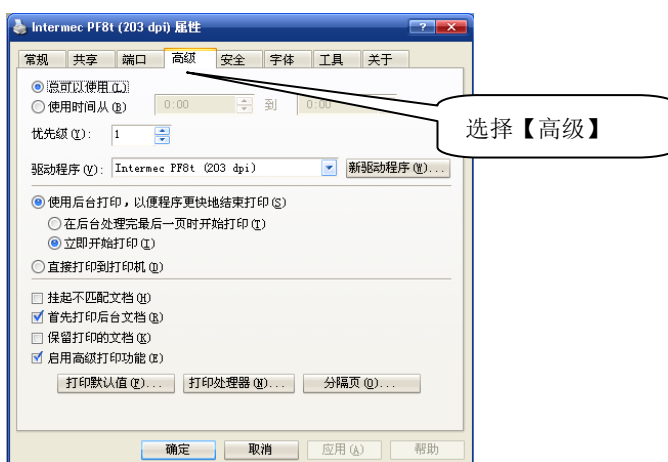 Intermec PF8t (203 dpi) 属性
常规 共享 端口 高级 安全 字体 工具 关于
总可以使用(L)
使用时间从(B) 0:00 到 0:00
选择【高级】
优先级(Y): 1
驱动程序(V): Intermec PF8t (203 dpi) 新驱动程序(W)...
使用后台打印，以便程序更快地结束打印(S)
在后台处理完最后一页时开始打印(T)
立即开始打印(I)
直接打印到打印机(D)
挂起不匹配文档(H)
首先打印后台文档(R)
保留打印的文档(K)
启用高级打印功能(E)
打印默认值(F)... 打印处理器(N)... 分隔页(O)...
确定 取消 应用(A) 帮助